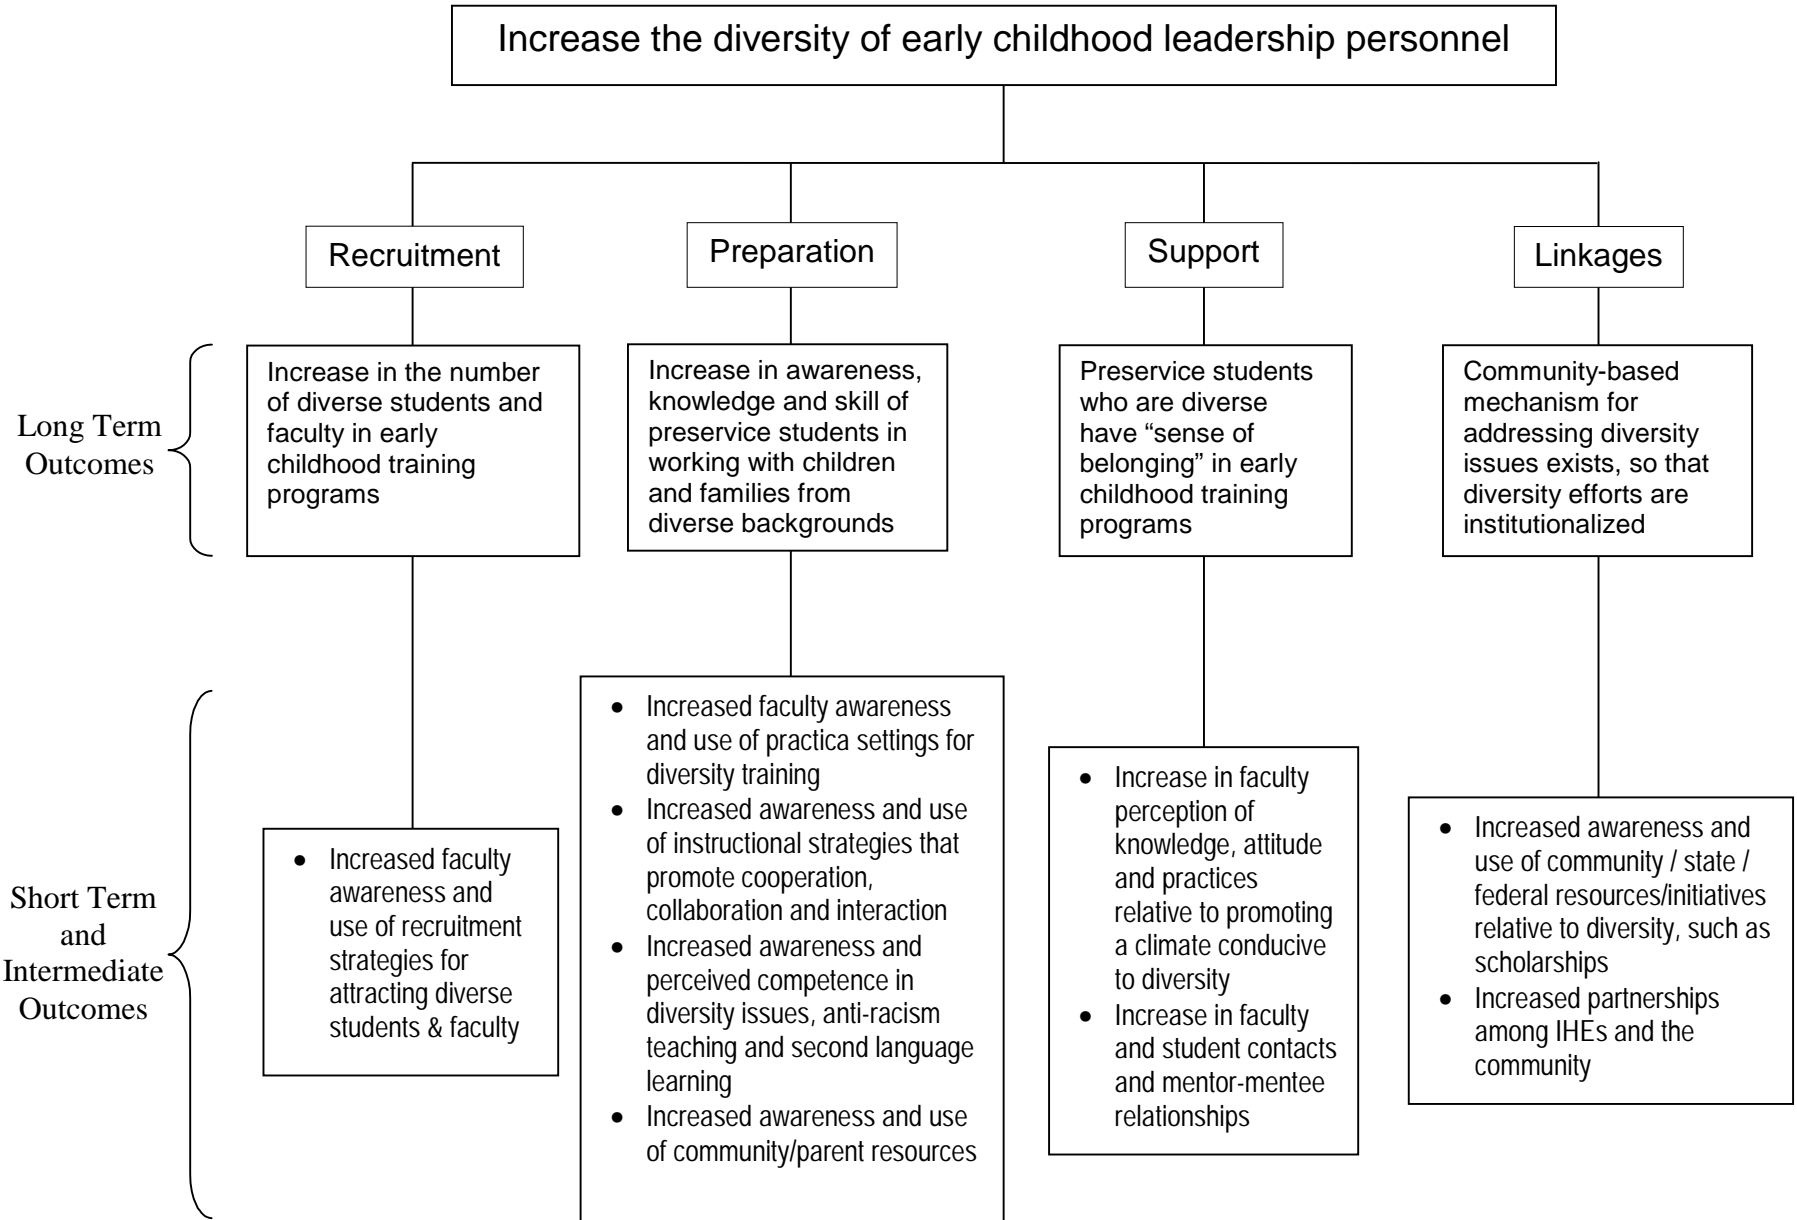 Increase the diversity of early childhood leadership personnel
Recruitment
Preparation
Support
Linkages
Long Term
Outcomes
Increase in the number
of diverse students and
faculty in early
childhood training
programs
Increase in awareness,
knowledge and skill of
preservice students in
working with children
and families from
diverse backgrounds
Preservice students
who are diverse
have “sense of
belonging” in early
childhood training
programs
Community-based
mechanism for
addressing diversity
issues exists, so that
diversity efforts are
institutionalized
Short Term
and
Intermediate
Outcomes
• Increased faculty
awareness and
use of recruitment
strategies for
attracting diverse
students & faculty
• Increased faculty awareness
and use of practica settings for
diversity training
• Increased awareness and use
of instructional strategies that
promote cooperation,
collaboration and interaction
• Increased awareness and
perceived competence in
diversity issues, anti-racism
teaching and second language
learning
• Increased awareness and use
of community/parent resources
• Increase in faculty
perception of
knowledge, attitude
and practices
relative to promoting
a climate conducive
to diversity
• Increase in faculty
and student contacts
and mentor-mentee
relationships
• Increased awareness and
use of community / state /
federal resources/initiatives
relative to diversity, such as
scholarships
• Increased partnerships
among IHEs and the
community